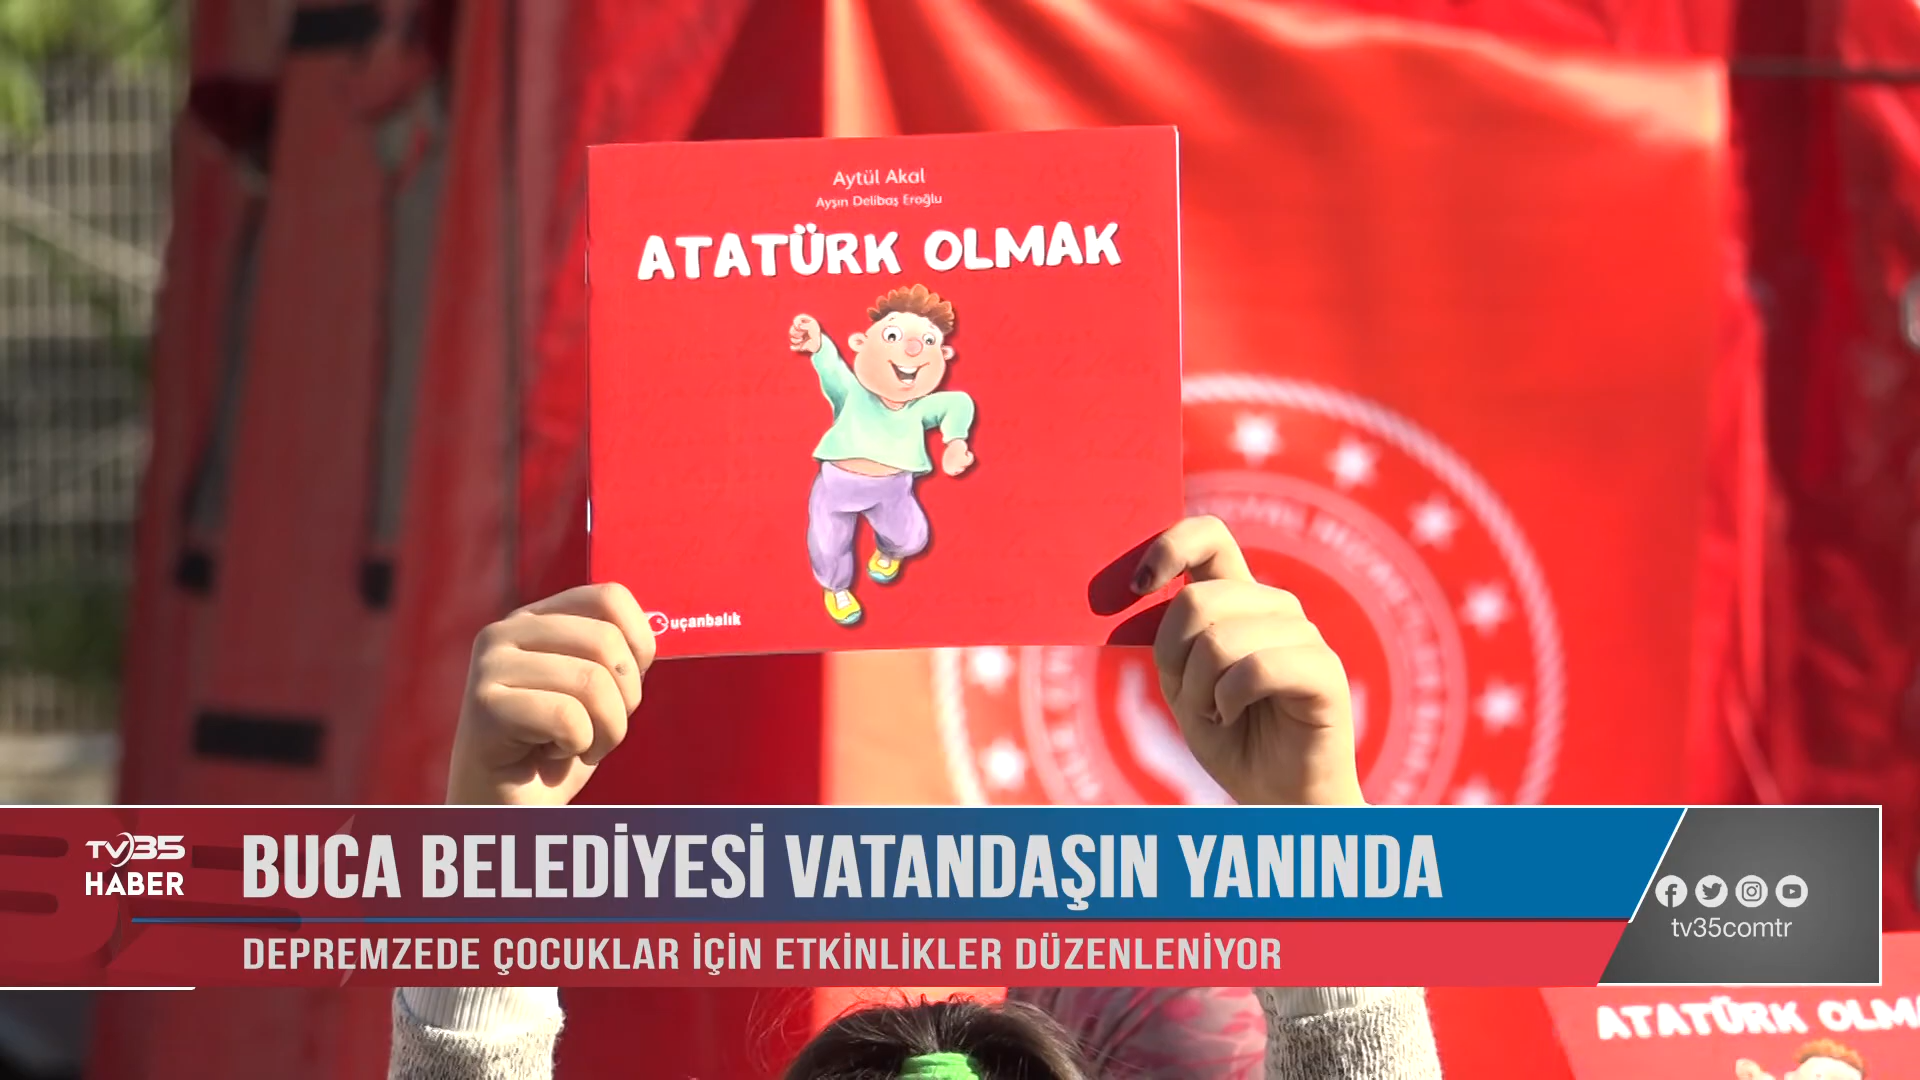 Aytül Akal
Ayşın Delibaş Eroğlu
ATATÜRK OLMAK
uçanbalık
TV35
HABER
BUCA BELEDİYESİ VATANDAŞIN YANINDA
DEPREMZEDE ÇOCUKLAR İÇİN ETKİNLİKLER DÜZENLENİYOR
tv35comtr
ATATÜRK